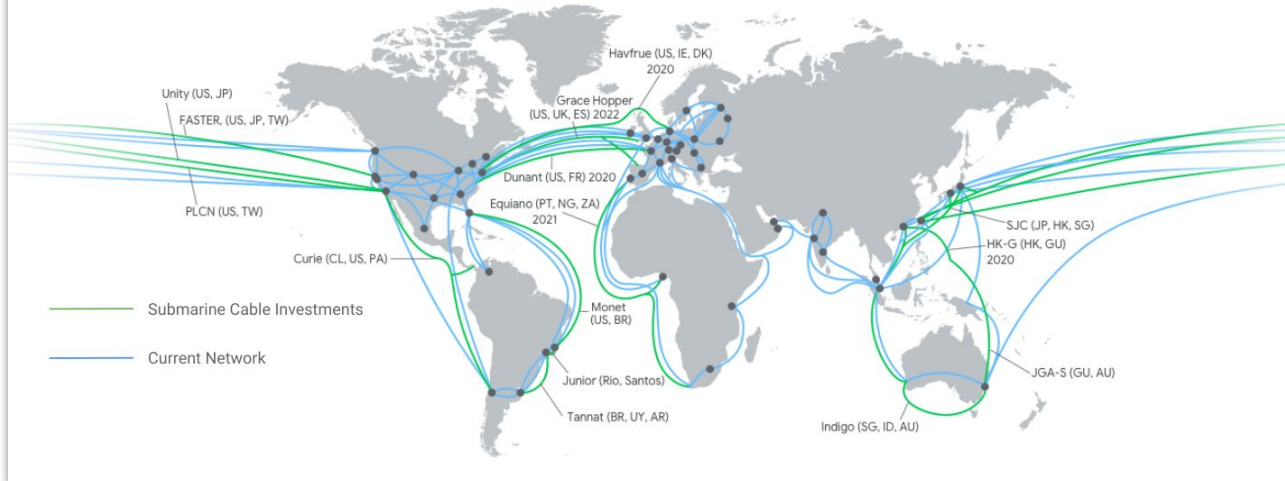 Havfrue (US, IE, DK)
2020
Unity (US, JP)
Grace Hopper
(US, UK, ES) 2022
FASTER, (US, JP, TW)
Dunant (US, FR) 2020
Equiano (PT, NG, ZA)
2021
PLCN (US, TW)
SJC (JP, HK, SG)
HK-G (HK, GU)
2020
Curie (CL, US, PA)
Submarine Cable Investments
Monet
(US, BR)
Current Network
JGA-S (GU, AU)
Junior (Rio, Santos)
Tannat (BR, UY, AR)
Indigo (SG, ID, AU)